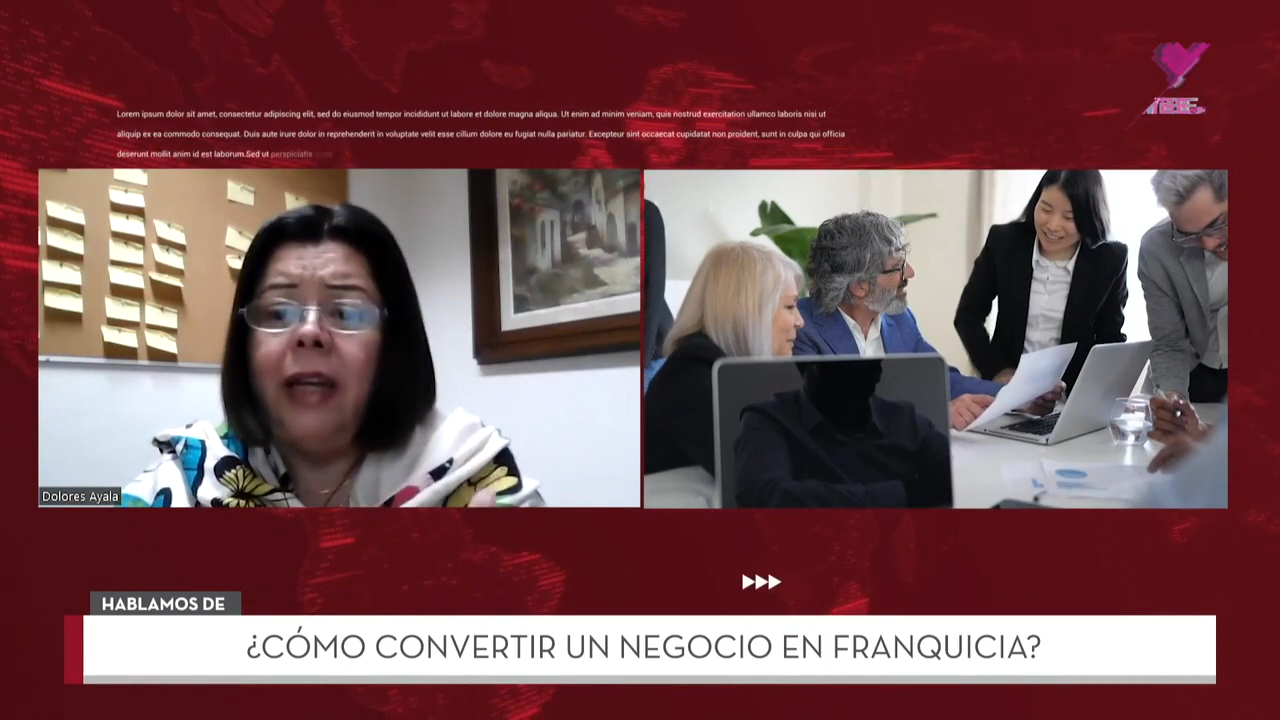 Lorem ipsum dolor sit amet, consectetur adipiscing elit, sed do eiusmod tempor incididunt ut labore et dolore magna aliqua. Ut enim ad minim veniam, quis nostrud exercitation ullamco laboris nisi ut
aliquip ex ea commodo consequat. Duis aute irure dolor in reprehenderit in voluptate velit esse cillum dolore eu fugiat nulla pariatur. Excepteur sint occaecat cupidatat non proident, sunt in culpa qui officia
deserunt mollit anim id est laborum.Sed ut perspiciatis
Dolores Ayala
HABLAMOS DE
¿CÓMO CONVERTIR UN NEGOCIO EN FRANQUICIA?